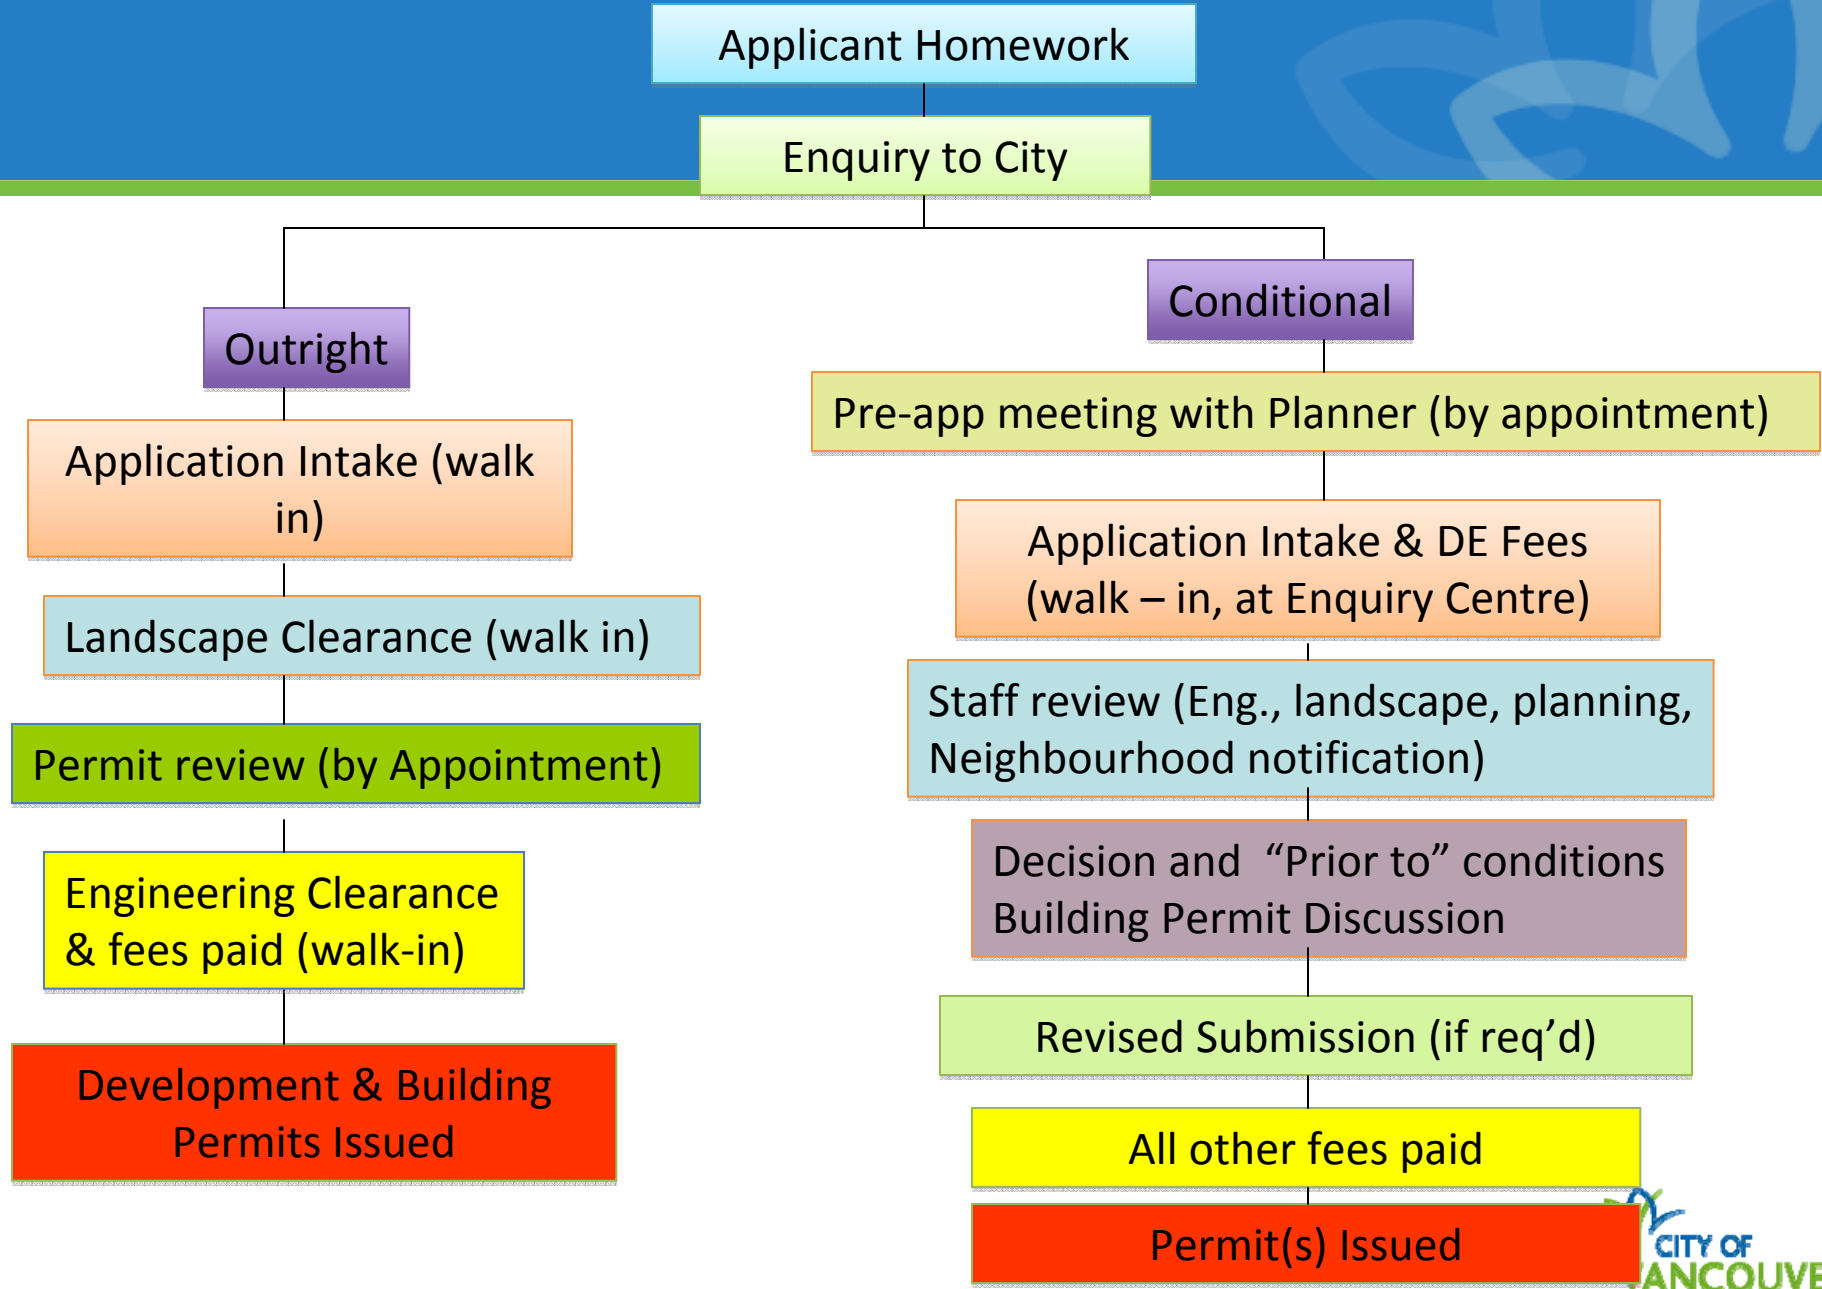 Applicant Homework
Enquiry to City
Outright
Application Intake (walk
in)
Landscape Clearance (walk in)
Permit review (by Appointment)
Engineering Clearance
& fees paid (walk-in)
Development & Building
Permits Issued
Conditional
Pre-app meeting with Planner (by appointment)
Application Intake & DE Fees
(walk – in, at Enquiry Centre)
Staff review (Eng., landscape, planning,
Neighbourhood notification)
Decision and  “Prior to” conditions
Building Permit Discussion
Revised Submission (if req’d)
All other fees paid
Permit(s) Issued
CITY OF
VANCOUVE